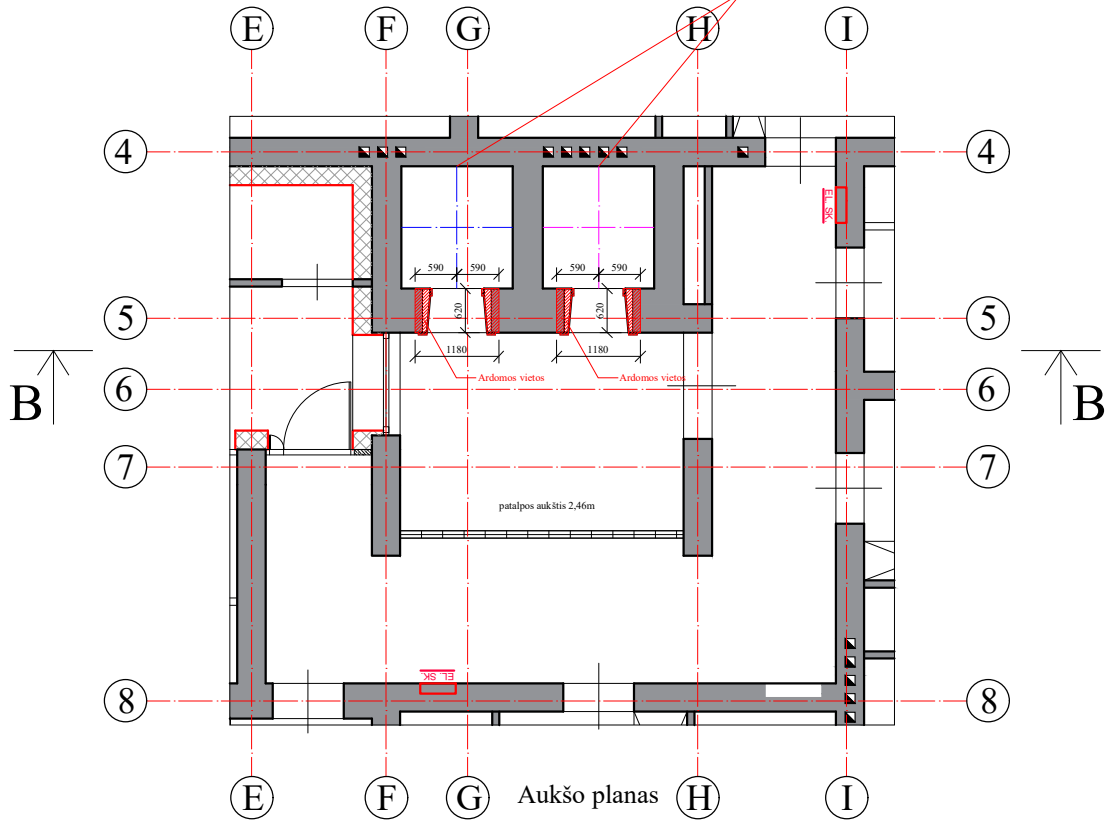 E F G H I
4 4
EL. SK.
590 590 590 590
620 620
5 5
1180 1180
Ardomos vietos Ardomos vietos
B 6 6 B
7 7
patalpos aukštis 2,46m
EL. SK.
8 8
E F G H I
Aukšo planas